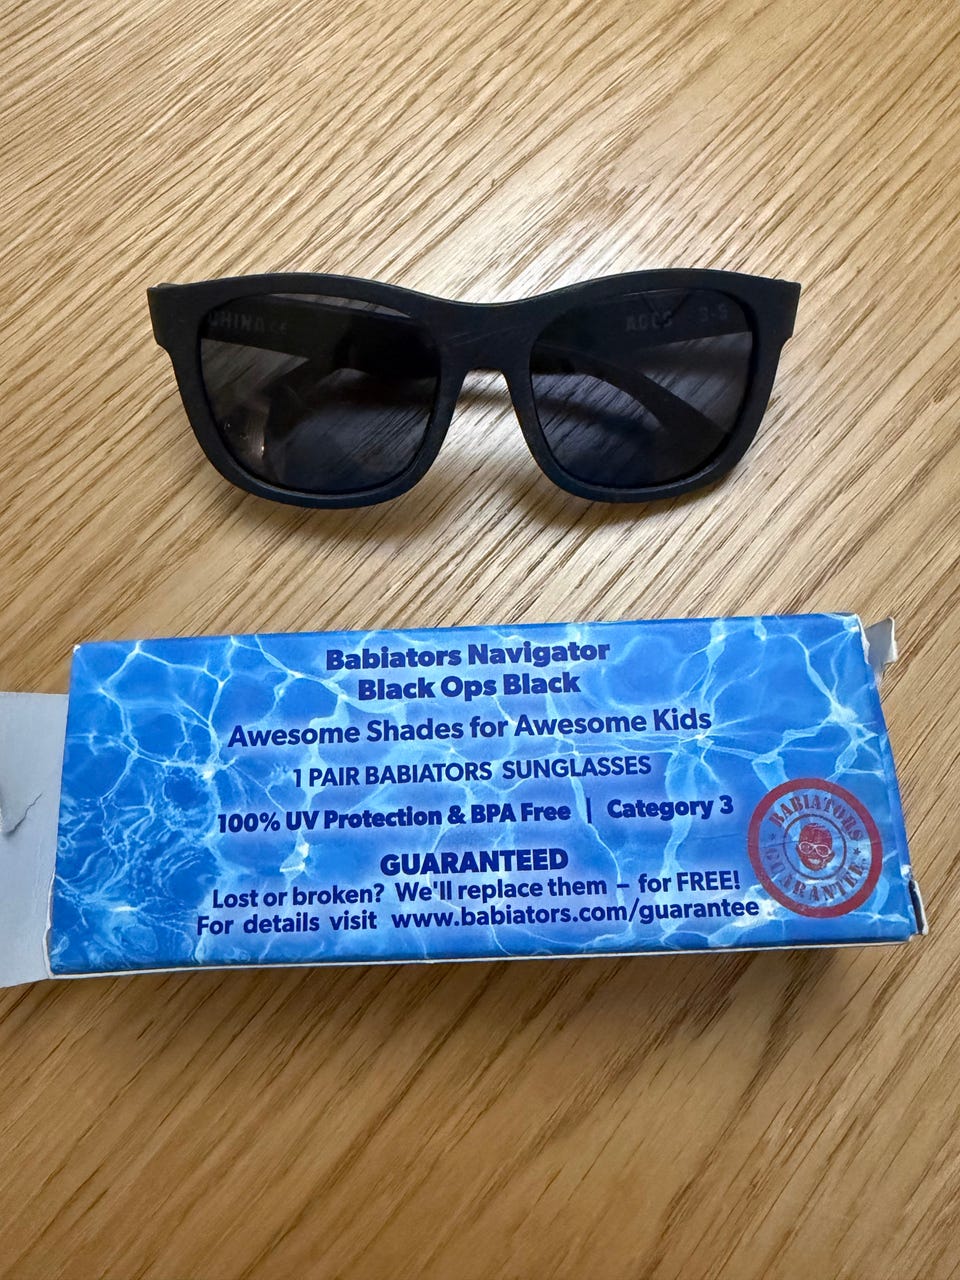 CHINA CE
AGES 3-5
Babiators Navigator
Black Ops Black
Awesome Shades for Awesome Kids
1 PAIR BABIATORS SUNGLASSES
100% UV Protection & BPA Free | Category 3
GUARANTEED
Lost or broken? We'll replace them – for FREE!
For details visit www.babiators.com/guarantee
BABIATORS
GUARANTEE